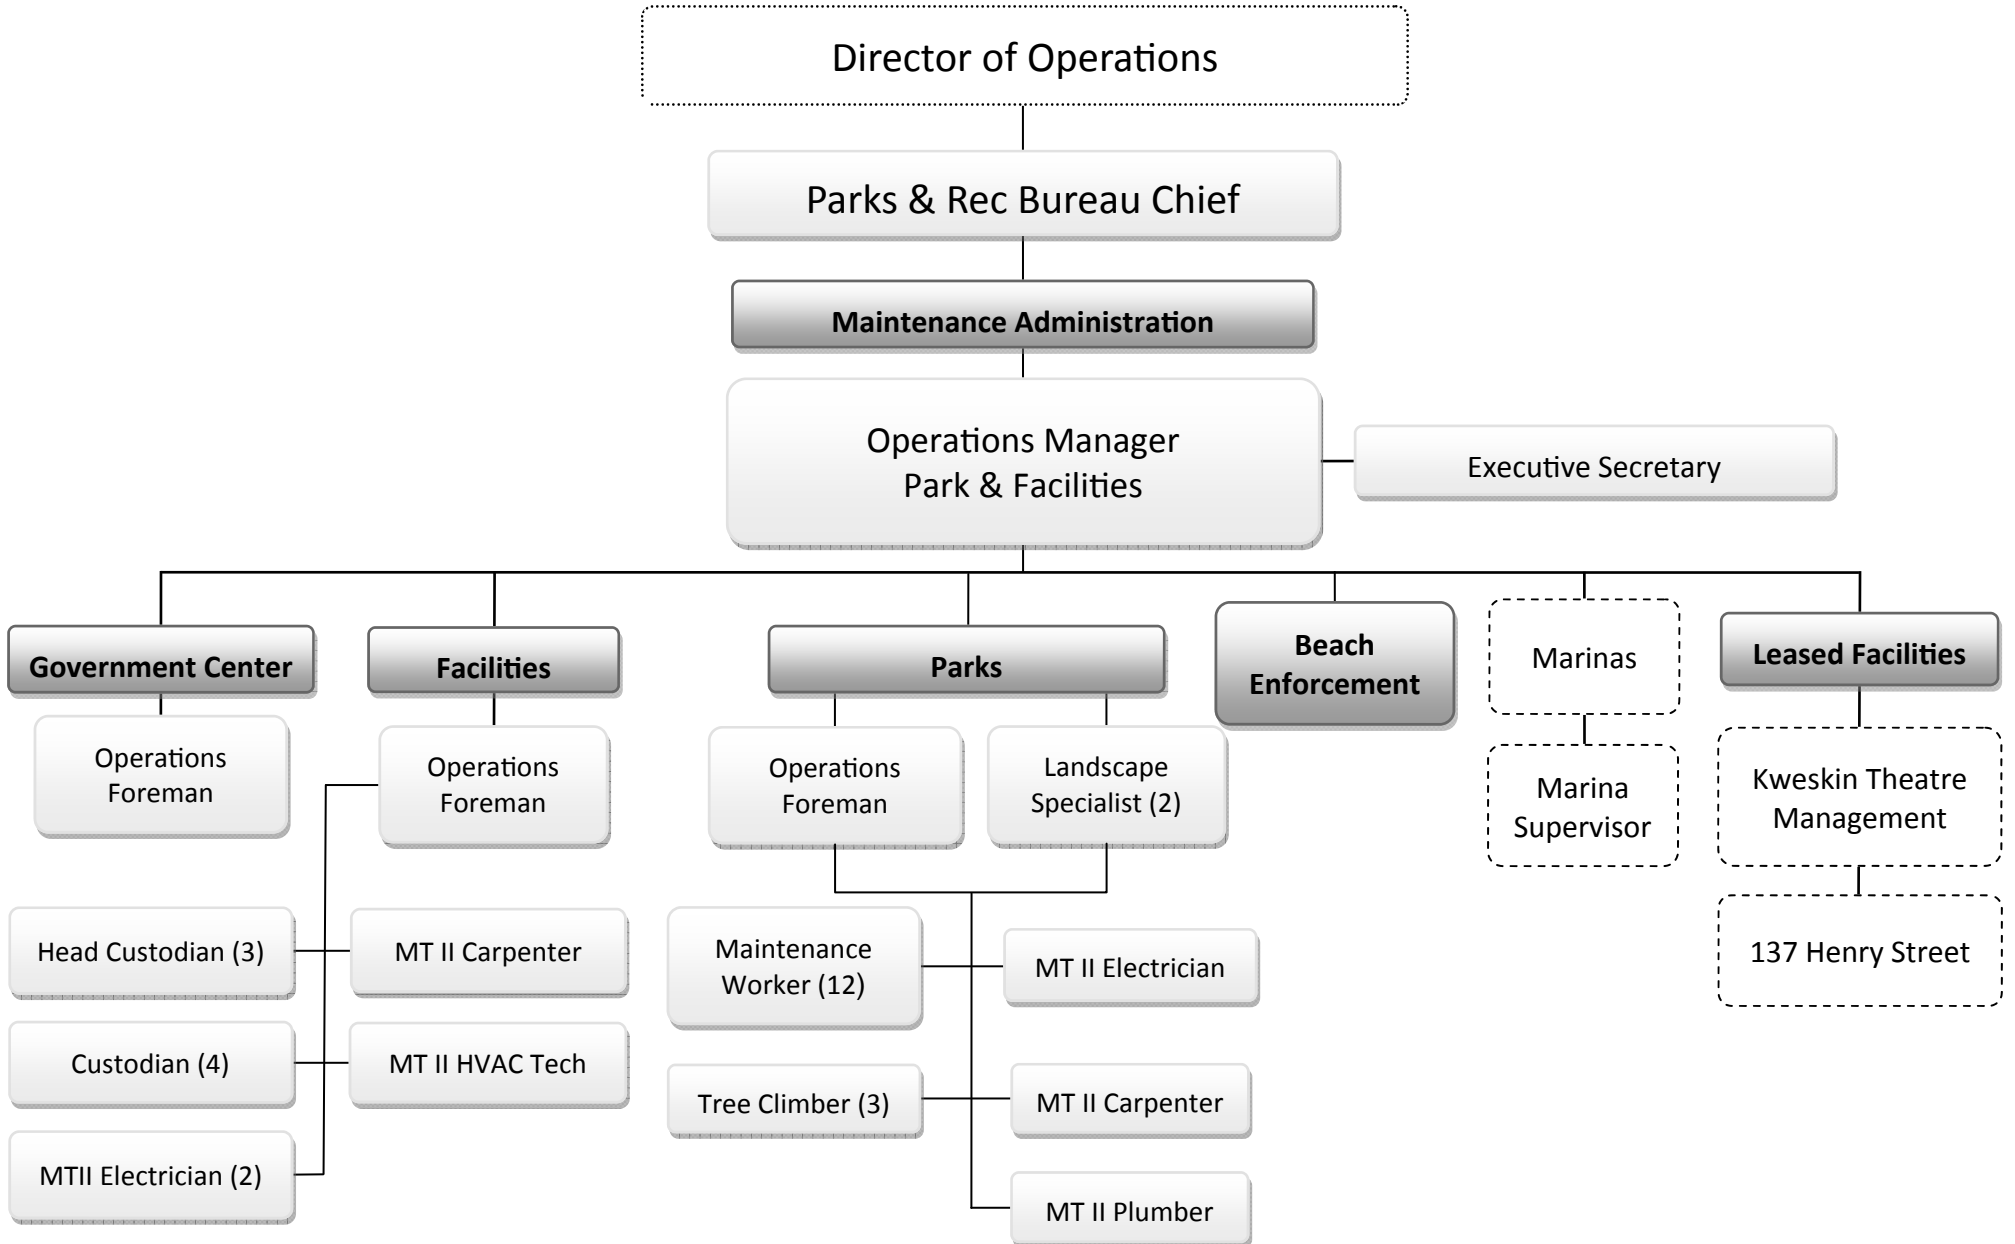 Director of Operations
Parks & Rec Bureau Chief
Maintenance Administration
Operations Manager
Park & Facilities
Executive Secretary
Government Center
Facilities
Parks
Beach
Enforcement
Marinas
Leased Facilities
Operations
Foreman
Operations
Foreman
Operations
Foreman
Landscape
Specialist (2)
Marina
Supervisor
Kweskin Theatre
Management
Head Custodian (3)
MT II Carpenter
Maintenance
Worker (12)
MT II Electrician
137 Henry Street
Custodian (4)
MT II HVAC Tech
Tree Climber (3)
MT II Carpenter
MTII Electrician (2)
MT II Plumber